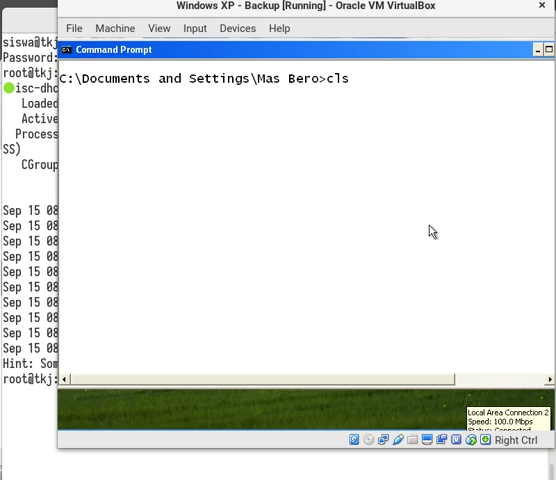 Windows XP - Backup [Running] - Oracle VM VirtualBox
File Machine View Input Devices Help
Command Prompt
C:\Documents and Settings\Mas Bero>cls
siswa@tkj
Password:
root@tkj:
isc-dhc
Loaded
Active
Process
SS)
CGroup
Sep 15 08
Sep 15 08
Sep 15 08
Sep 15 08
Sep 15 08
Sep 15 08
Sep 15 08
Sep 15 08
Sep 15 08
Sep 15 08
Hint: Som
root@tkj:
Local Area Connection 2
Speed: 100.0 Mbps
Status: Connected
Right Ctrl